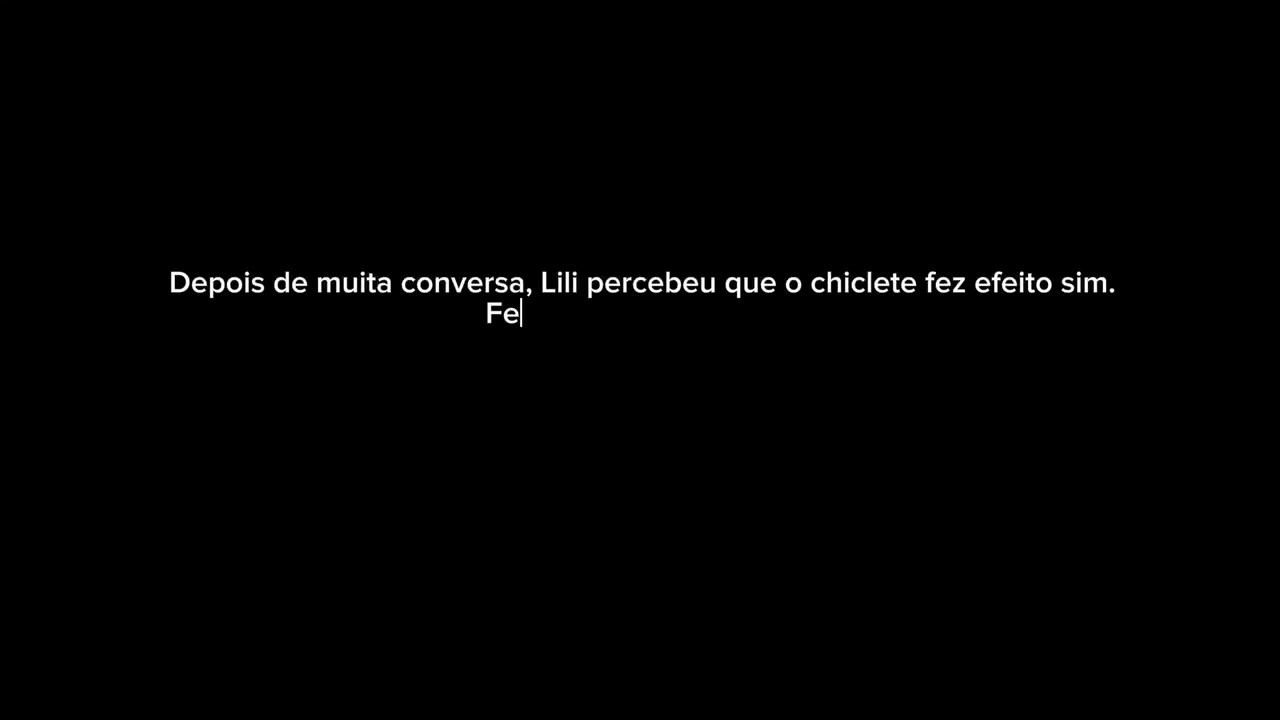 Depois de muita conversa, Lili percebeu que o chiclete fez efeito sim.
Fe